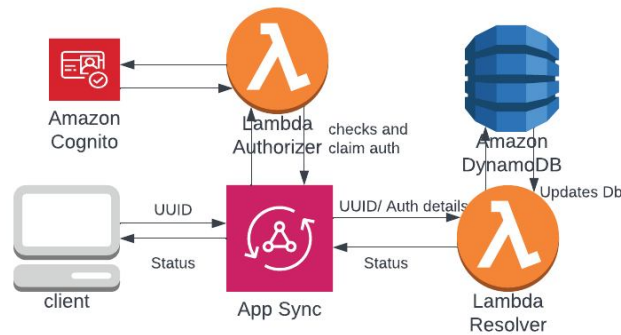 Amazon
Cognito
Lambda
Authorizer
checks and
claim auth
Amazon
DynamoDB
UUID
UUID/ Auth details
Updates Db
Status
Status
client
App Sync
Lambda
Resolver